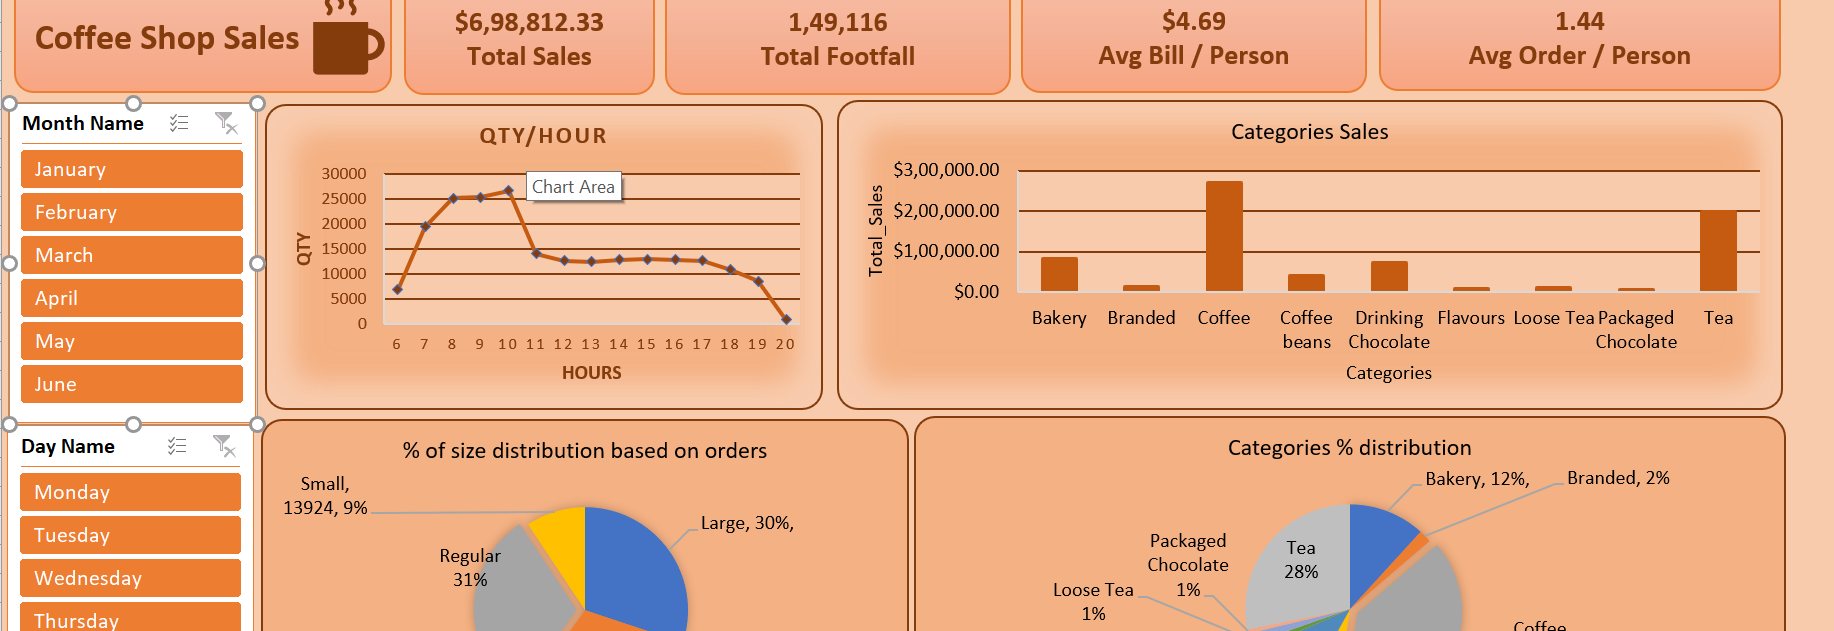 Coffee Shop Sales
$6,98,812.33
Total Sales
1,49,116
Total Footfall
$4.69
Avg Bill / Person
1.44
Avg Order / Person
Month Name
January
February
March
April
May
June
QTY/HOUR
Chart Area
30000
25000
20000
15000
10000
5000
0
QTY
6 7 8 9 10 11 12 13 14 15 16 17 18 19 20
HOURS
Categories Sales
Total_Sales
$3,00,000.00
$2,00,000.00
$1,00,000.00
$0.00
Bakery Branded Coffee Coffee Drinking Flavours Loose Tea Packaged Tea
beans Chocolate Chocolate
Categories
Day Name
Monday
Tuesday
Wednesday
Thursday
% of size distribution based on orders
Small,
13924, 9%
Large, 30%,
Regular
31%
Categories % distribution
Bakery, 12%,
Branded, 2%
Packaged
Chocolate
1%
Tea
28%
Loose Tea
1%
Coffee